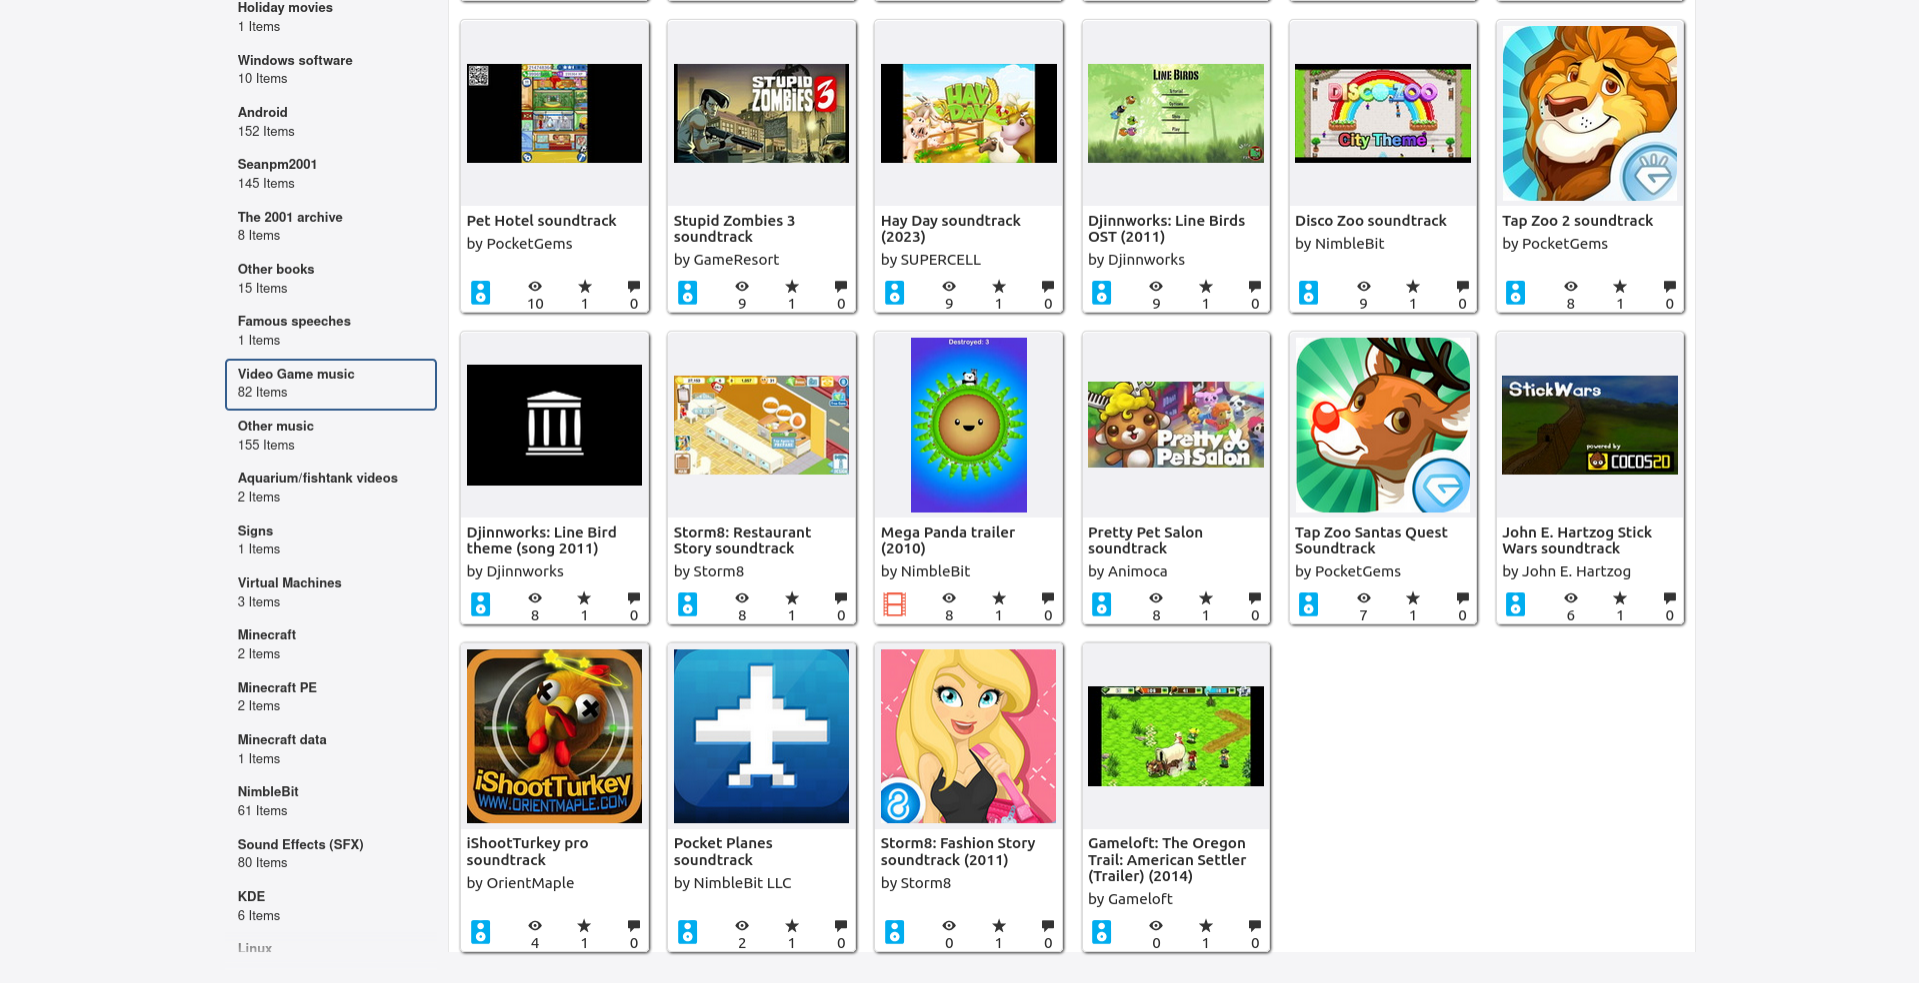 Holiday movies
1 Items
Windows software
10 Items
Android
152 Items
Seanpm2001
145 Items
The 2001 archive
8 Items
Other books
15 Items
Famous speeches
1 Items
Video Game music
82 Items
Other music
155 Items
Aquarium/fishtank videos
2 Items
Signs
1 Items
Virtual Machines
3 Items
Minecraft
2 Items
Minecraft PE
2 Items
Minecraft data
1 Items
NimbleBit
61 Items
Sound Effects (SFX)
80 Items
KDE
6 Items
Linux
Pet Hotel soundtrack
by PocketGems
10 1 0
STUPID
ZOMBIES 3
Stupid Zombies 3
soundtrack
by GameResort
9 1 0
HAY
DAY
Hay Day soundtrack
(2023)
by SUPERCELL
9 1 0
LINE BIRDS
Tutorial
Options
Play
Djinnworks: Line Birds
OST (2011)
by Djinnworks
9 1 0
DISCO ZOO
City Theme
Disco Zoo soundtrack
by NimbleBit
9 1 0
Tap Zoo 2 soundtrack
by PocketGems
8 1 0
Djinnworks: Line Bird
theme (song 2011)
by Djinnworks
8 1 0
Storm8: Restaurant
Story soundtrack
by Storm8
8 1 0
Destroyed: 3
Mega Panda trailer
(2010)
by NimbleBit
8 1 0
Pretty
Pet Salon
Pretty Pet Salon
soundtrack
by Animoca
8 1 0
Tap Zoo Santas Quest
Soundtrack
by PocketGems
7 1 0
StickWars
powered by
COCOS2D
John E. Hartzog Stick
Wars soundtrack
by John E. Hartzog
6 1 0
iShootTurkey
WWW.ORIENTMAPLE.COM
iShootTurkey pro
soundtrack
by OrientMaple
4 1 0
Pocket Planes
soundtrack
by NimbleBit LLC
2 1 0
8
Storm8: Fashion Story
soundtrack (2011)
by Storm8
0 1 0
Gameloft: The Oregon
Trail: American Settler
(Trailer) (2014)
by Gameloft
0 1 0